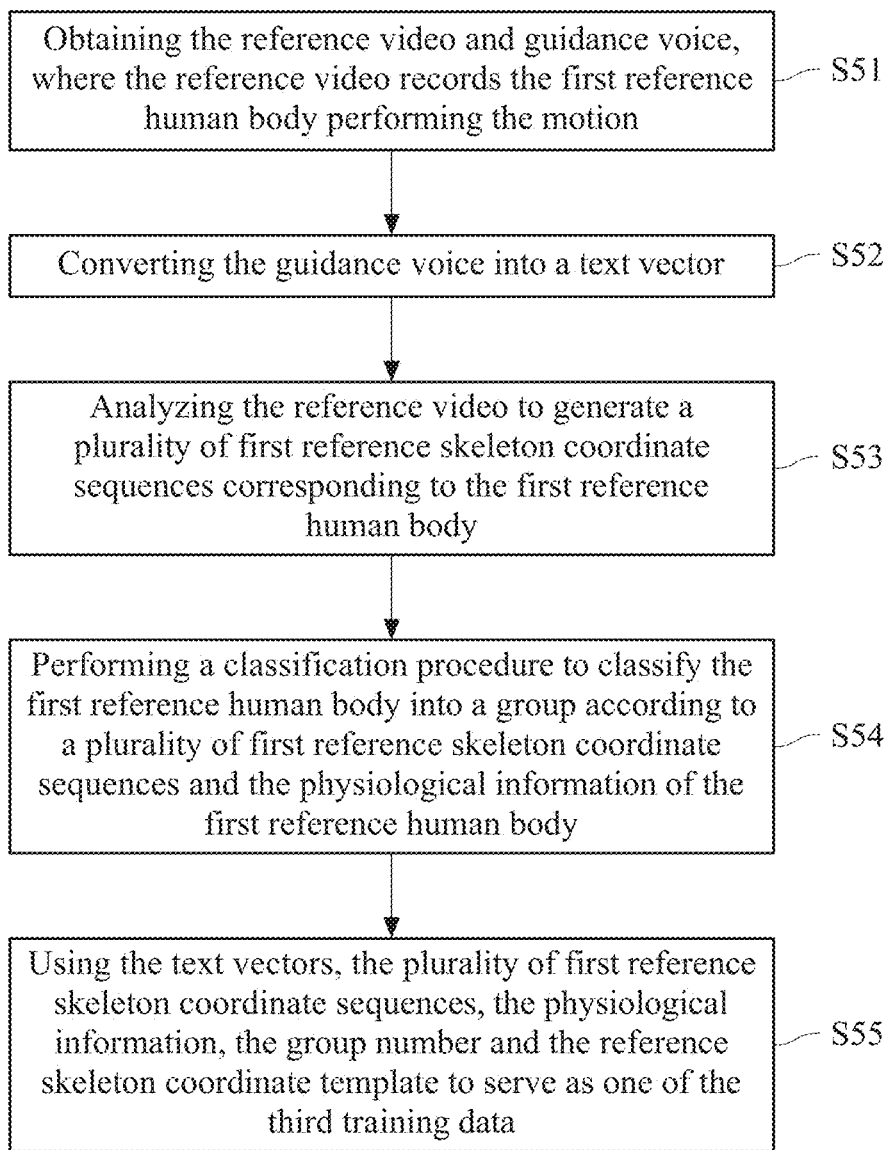 Obtaining the reference video and guidance voice,
where the reference video records the first reference
human body performing the motion
S51
Converting the guidance voice into a text vector
S52
Analyzing the reference video to generate a
plurality of first reference skeleton coordinate
sequences corresponding to the first reference
human body
S53
Performing a classification procedure to classify the
first reference human body into a group according to
a plurality of first reference skeleton coordinate
sequences and the physiological information of the
first reference human body
S54
Using the text vectors, the plurality of first reference
skeleton coordinate sequences, the physiological
information, the group number and the reference
skeleton coordinate template to serve as one of the
third training data
S55